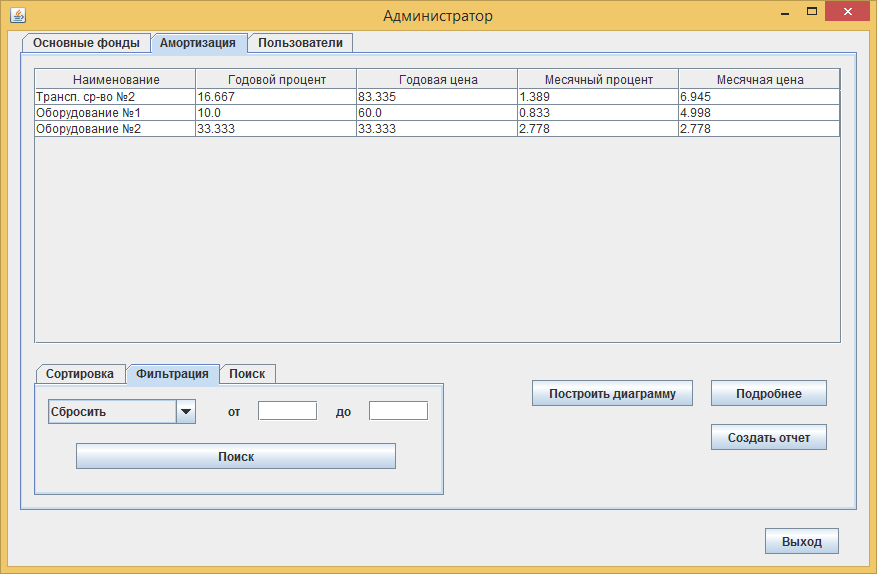 Администратор
Основные фонды Амортизация Пользователи
Наименование Годовой процент Годовая цена Месячный процент Месячная цена
Трансп. ср-во №2 16.667 83.335 1.389 6.945
Оборудование №1 10.0 60.0 0.833 4.998
Оборудование №2 33.333 33.333 2.778 2.778
Сортировка Фильтрация Поиск
Сбросить от до
Поиск
Построить диаграмму Подробнее
Создать отчет
Выход